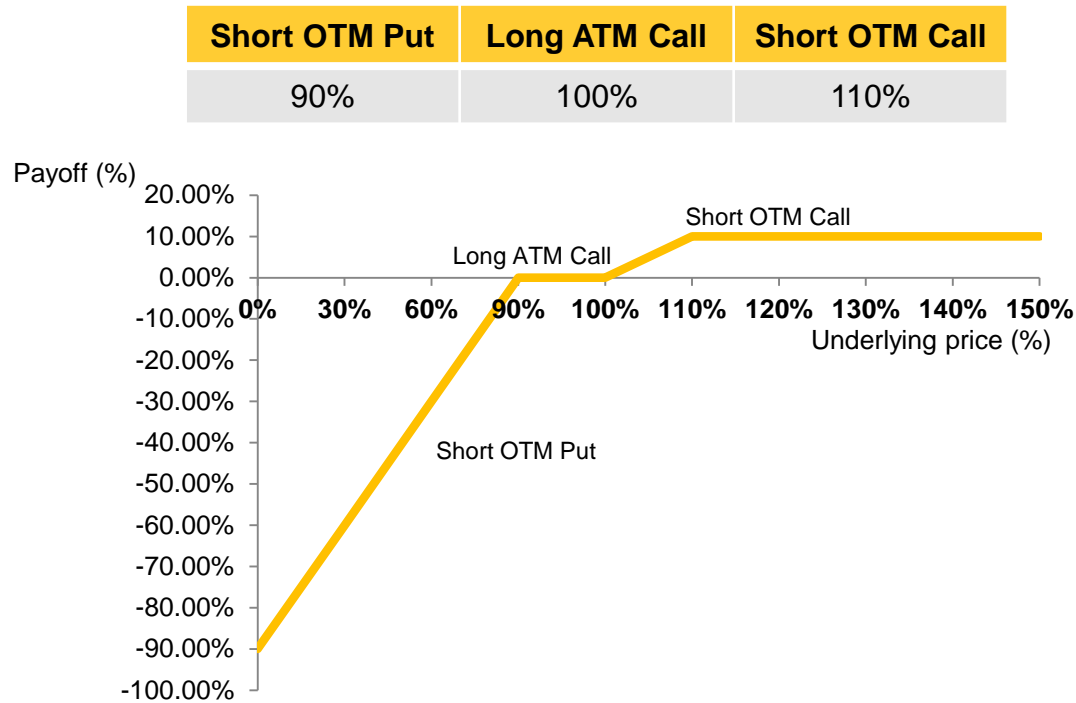 Short OTM Put Long ATM Call Short OTM Call
90% 100% 110%
Payoff (%)
20.00%
Short OTM Call
10.00%
Long ATM Call
0.00%
0% 30% 60% 90% 100% 110% 120% 130% 140% 150%
-10.00%
Underlying price (%)
-20.00%
-30.00%
-40.00%
Short OTM Put
-50.00%
-60.00%
-70.00%
-80.00%
-90.00%
-100.00%